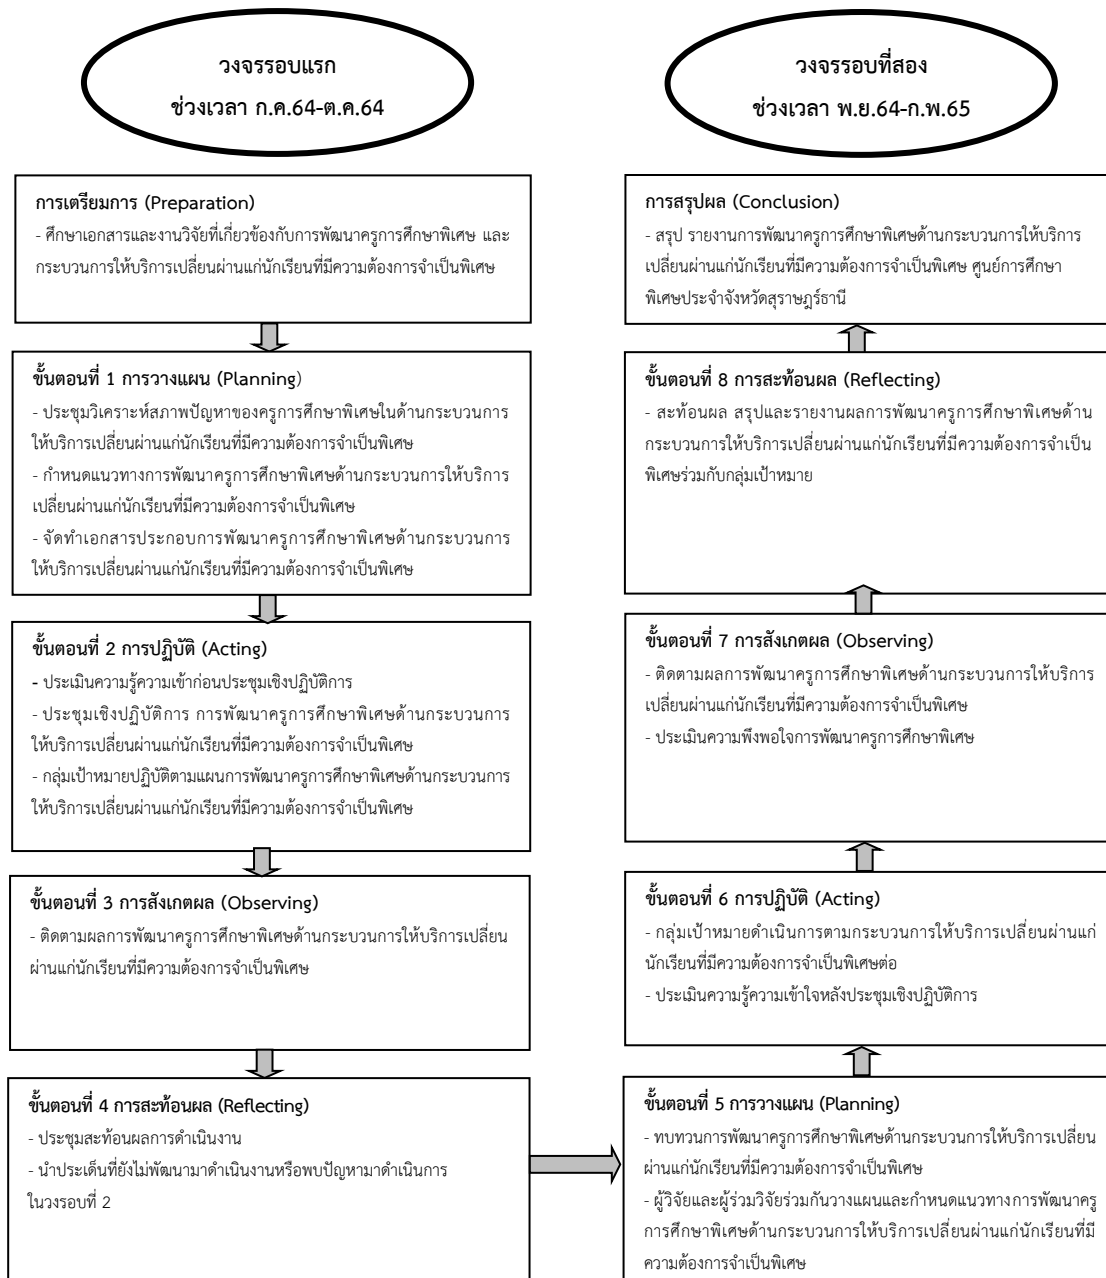 วงจรรอบแรก
ช่วงเวลา ก.ค.64-ต.ค.64
การเตรียมการ (Preparation)
- ศึกษาเอกสารและงานวิจัยที่เกี่ยวข้องกับการพัฒนาครูการศึกษาพิเศษ และ
กระบวนการให้บริการเปลี่ยนผ่านแก่นักเรียนที่มีความต้องการจำเป็นพิเศษ
ขั้นตอนที่ 1 การวางแผน (Planning)
- ประชุมวิเคราะห์สภาพปัญหาของครูการศึกษาพิเศษในด้านกระบวนการ
ให้บริการเปลี่ยนผ่านแก่นักเรียนที่มีความต้องการจำเป็นพิเศษ
- กำหนดแนวทางการพัฒนาครูการศึกษาพิเศษด้านกระบวนการให้บริการ
เปลี่ยนผ่านแก่นักเรียนที่มีความต้องการจำเป็นพิเศษ
- จัดทำเอกสารประกอบการพัฒนาครูการศึกษาพิเศษด้านกระบวนการ
ให้บริการเปลี่ยนผ่านแก่นักเรียนที่มีความต้องการจำเป็นพิเศษ
ขั้นตอนที่ 2 การปฏิบัติ (Acting)
- ประเมินความรู้ความเข้าก่อนประชุมเชิงปฏิบัติการ
- ประชุมเชิงปฏิบัติการ การพัฒนาครูการศึกษาพิเศษด้านกระบวนการ
ให้บริการเปลี่ยนผ่านแก่นักเรียนที่มีความต้องการจำเป็นพิเศษ
- กลุ่มเป้าหมายปฏิบัติตามแผนการพัฒนาครูการศึกษาพิเศษด้านกระบวนการ
ให้บริการเปลี่ยนผ่านแก่นักเรียนที่มีความต้องการจำเป็นพิเศษ
ขั้นตอนที่ 3 การสังเกตผล (Observing)
- ติดตามผลการพัฒนาครูการศึกษาพิเศษด้านกระบวนการให้บริการเปลี่ยน
ผ่านแก่นักเรียนที่มีความต้องการจำเป็นพิเศษ
ขั้นตอนที่ 4 การสะท้อนผล (Reflecting)
- ประชุมสะท้อนผลการดำเนินงาน
- นำประเด็นที่ยังไม่พัฒนามาดำเนินงานหรือพบปัญหามาดำเนินการ
ในวงรอบที่ 2
วงจรรอบที่สอง
ช่วงเวลา พ.ย.64-ก.พ.65
การสรุปผล (Conclusion)
- สรุป รายงานการพัฒนาครูการศึกษาพิเศษด้านกระบวนการให้บริการ
เปลี่ยนผ่านแก่นักเรียนที่มีความต้องการจำเป็นพิเศษ ศูนย์การศึกษา
พิเศษประจำจังหวัดสุราษฎร์ธานี
ขั้นตอนที่ 8 การสะท้อนผล (Reflecting)
- สะท้อนผล สรุปและรายงานผลการพัฒนาครูการศึกษาพิเศษด้าน
กระบวนการให้บริการเปลี่ยนผ่านแก่นักเรียนที่มีความต้องการจำเป็น
พิเศษร่วมกับกลุ่มเป้าหมาย
ขั้นตอนที่ 7 การสังเกตผล (Observing)
- ติดตามผลการพัฒนาครูการศึกษาพิเศษด้านกระบวนการให้บริการ
เปลี่ยนผ่านแก่นักเรียนที่มีความต้องการจำเป็นพิเศษ
- ประเมินความพึงพอใจการพัฒนาครูการศึกษาพิเศษ
ขั้นตอนที่ 6 การปฏิบัติ (Acting)
- กลุ่มเป้าหมายดำเนินการตามกระบวนการให้บริการเปลี่ยนผ่านแก่
นักเรียนที่มีความต้องการจำเป็นพิเศษต่อ
- ประเมินความรู้ความเข้าใจหลังประชุมเชิงปฏิบัติการ
ขั้นตอนที่ 5 การวางแผน (Planning)
- ทบทวนการพัฒนาครูการศึกษาพิเศษด้านกระบวนการให้บริการเปลี่ยน
ผ่านแก่นักเรียนที่มีความต้องการจำเป็นพิเศษ
- ผู้วิจัยและผู้ร่วมวิจัยร่วมกันวางแผนและกำหนดแนวทางการพัฒนาครู
การศึกษาพิเศษด้านกระบวนการให้บริการเปลี่ยนผ่านแก่นักเรียนที่มี
ความต้องการจำเป็นพิเศษ